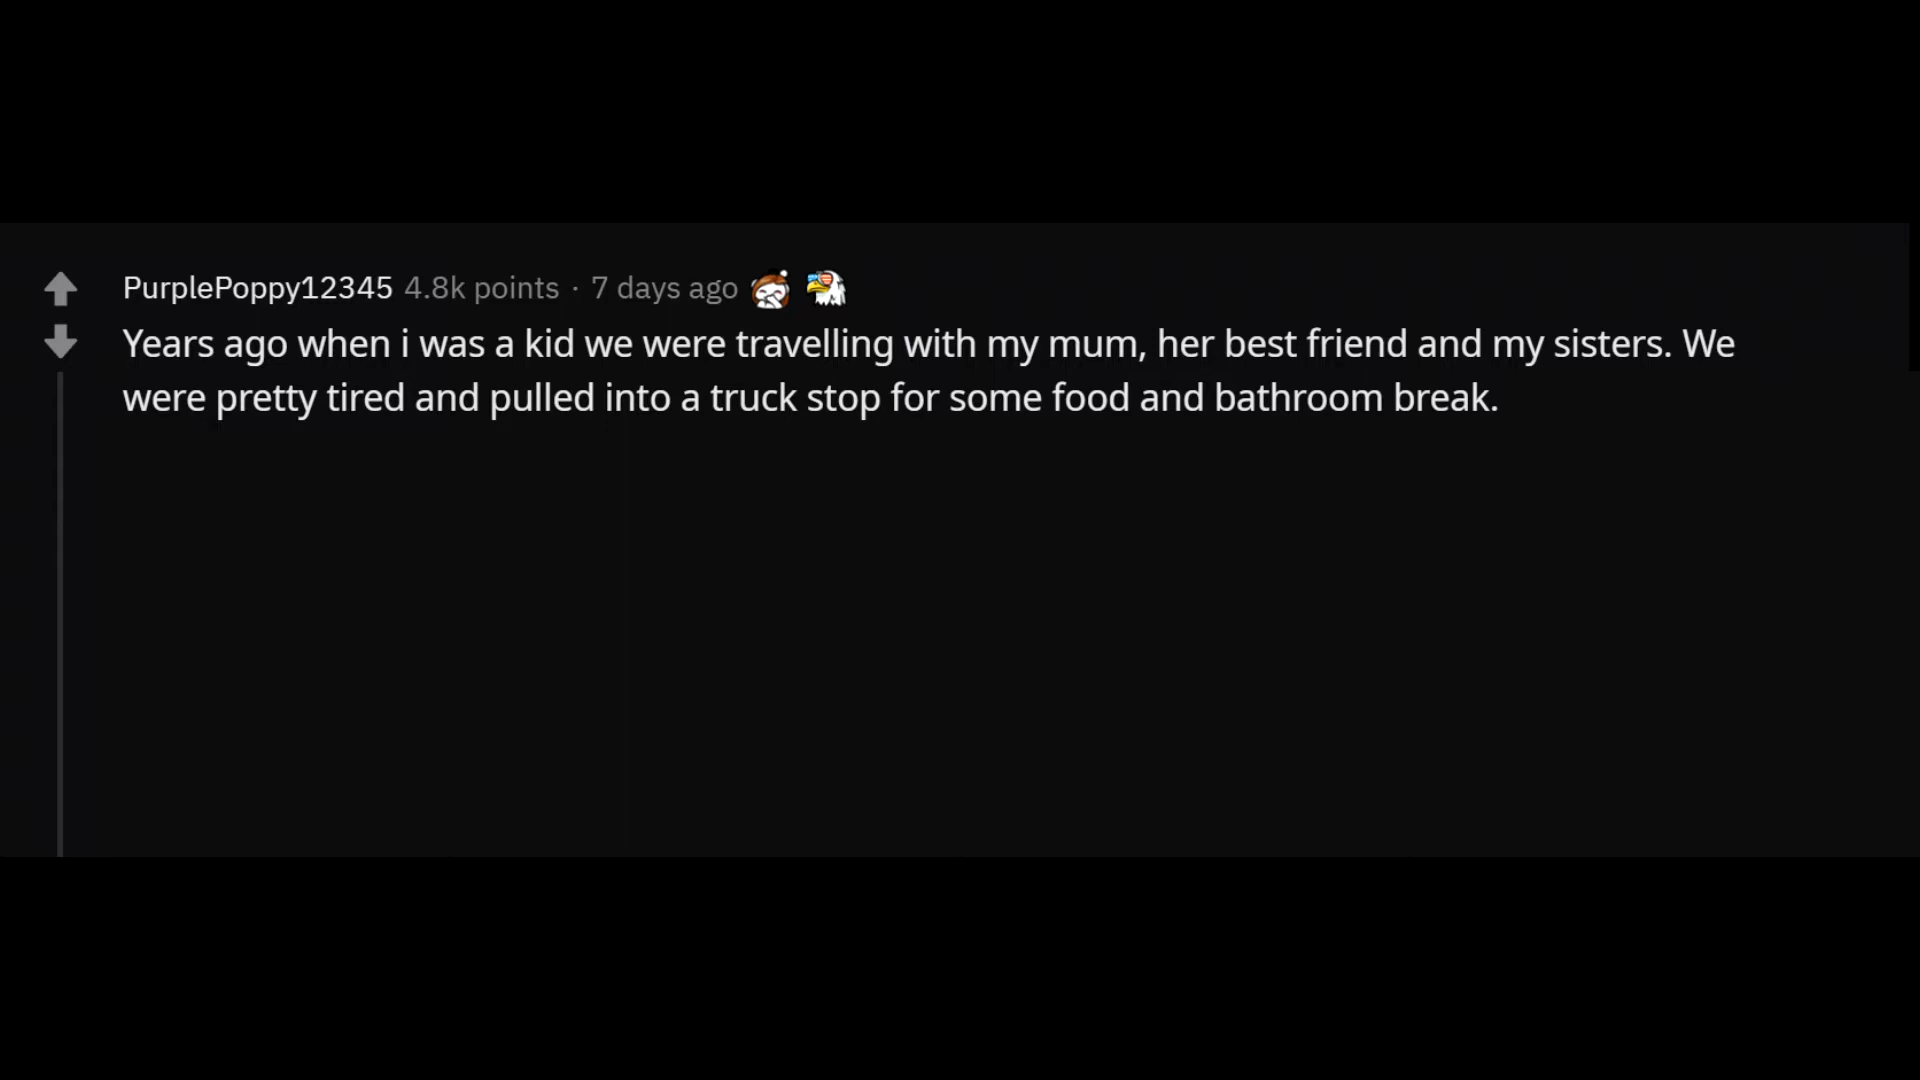 PurplePoppy12345 4.8k points · 7 days ago
Years ago when i was a kid we were travelling with my mum, her best friend and my sisters. We
were pretty tired and pulled into a truck stop for some food and bathroom break.